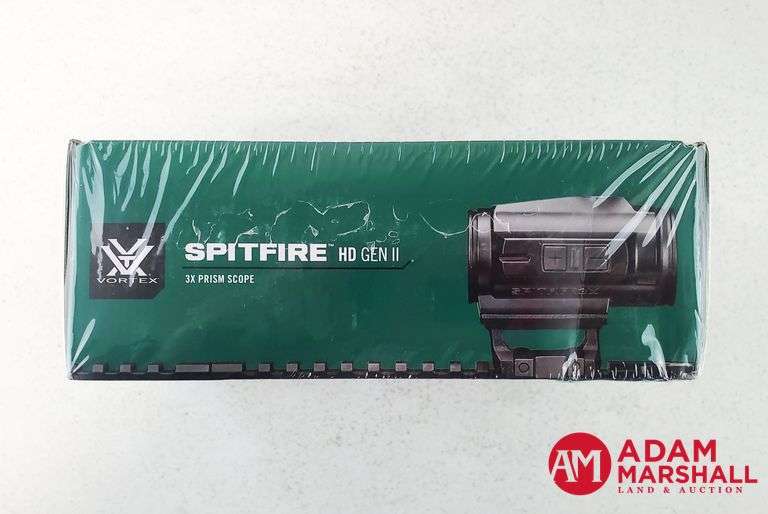 VORTEX
SPITFIRE™ HD GEN II
3X PRISM SCOPE
AM
ADAM
MARSHALL
LAND & AUCTION